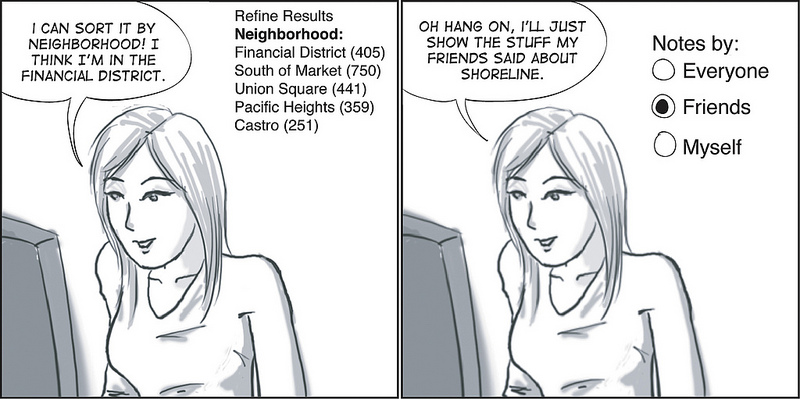 I CAN SORT IT BY
NEIGHBORHOOD! I
THINK I'M IN THE
FINANCIAL DISTRICT.
Refine Results
Neighborhood:
Financial District (405)
South of Market (750)
Union Square (441)
Pacific Heights (359)
Castro (251)
OH HANG ON, I'LL JUST
SHOW THE STUFF MY
FRIENDS SAID ABOUT
SHORELINE.
Notes by:
Everyone
Friends
Myself